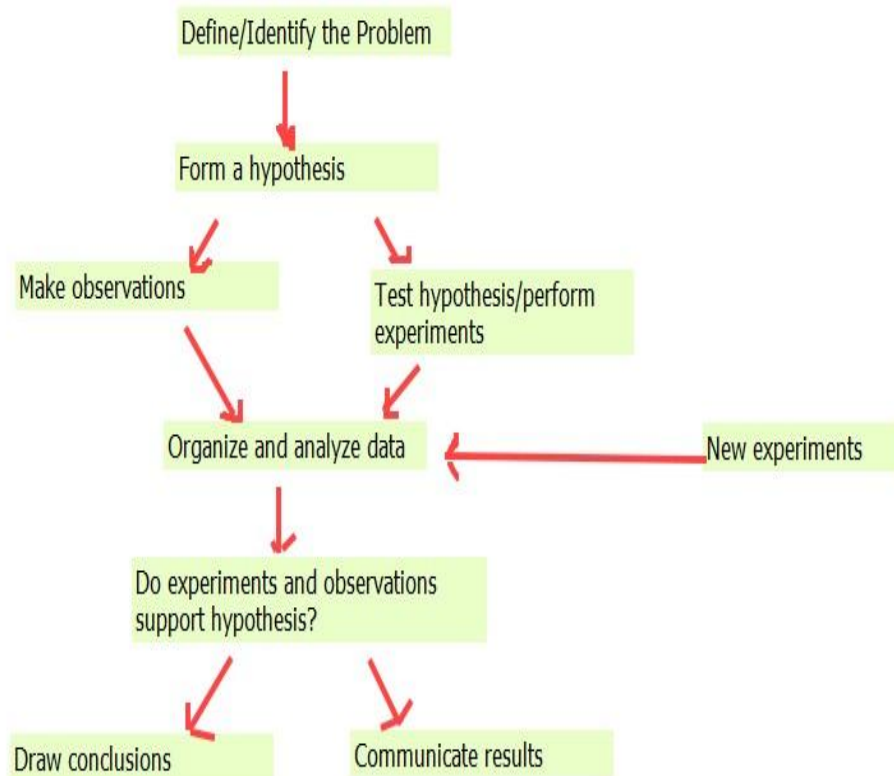 Define/Identify the Problem
Form a hypothesis
Make observations
Test hypothesis/perform
experiments
Organize and analyze data
New experiments
Do experiments and observations
support hypothesis?
Draw conclusions
Communicate results